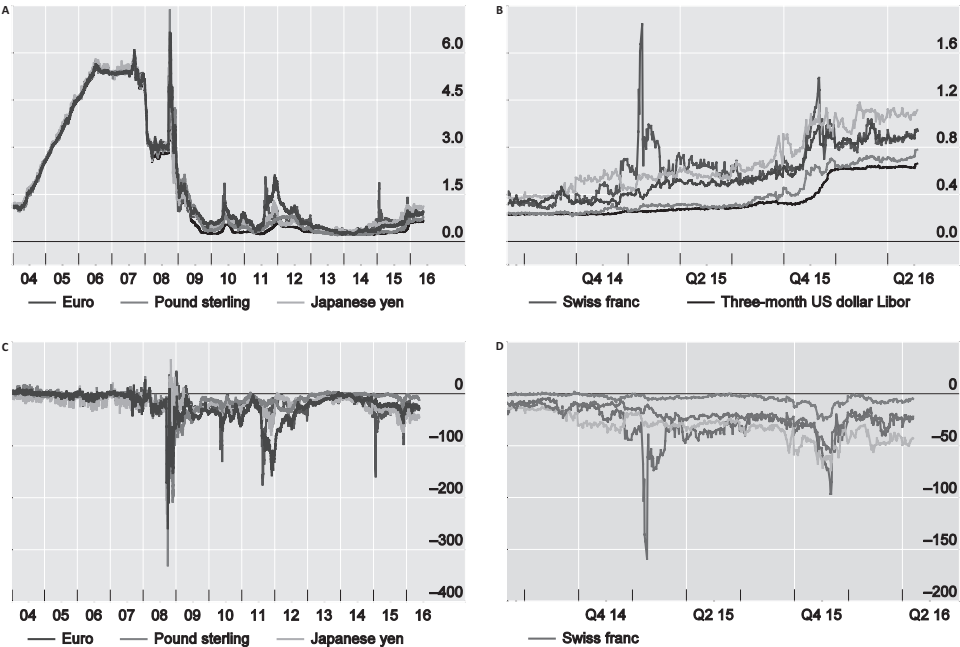 A
6.0
4.5
3.0
1.5
0.0
04 05 06 07 08 09 10 11 12 13 14 15 16
Euro Pound sterling Japanese yen
B
1.6
1.2
0.8
0.4
0.0
Q4 14 Q2 15 Q4 15 Q2 16
Swiss franc Three-month US dollar Libor
C
0
–100
–200
–300
–400
04 05 06 07 08 09 10 11 12 13 14 15 16
Euro Pound sterling Japanese yen
D
0
–50
–100
–150
–200
Q4 14 Q2 15 Q4 15 Q2 16
Swiss franc